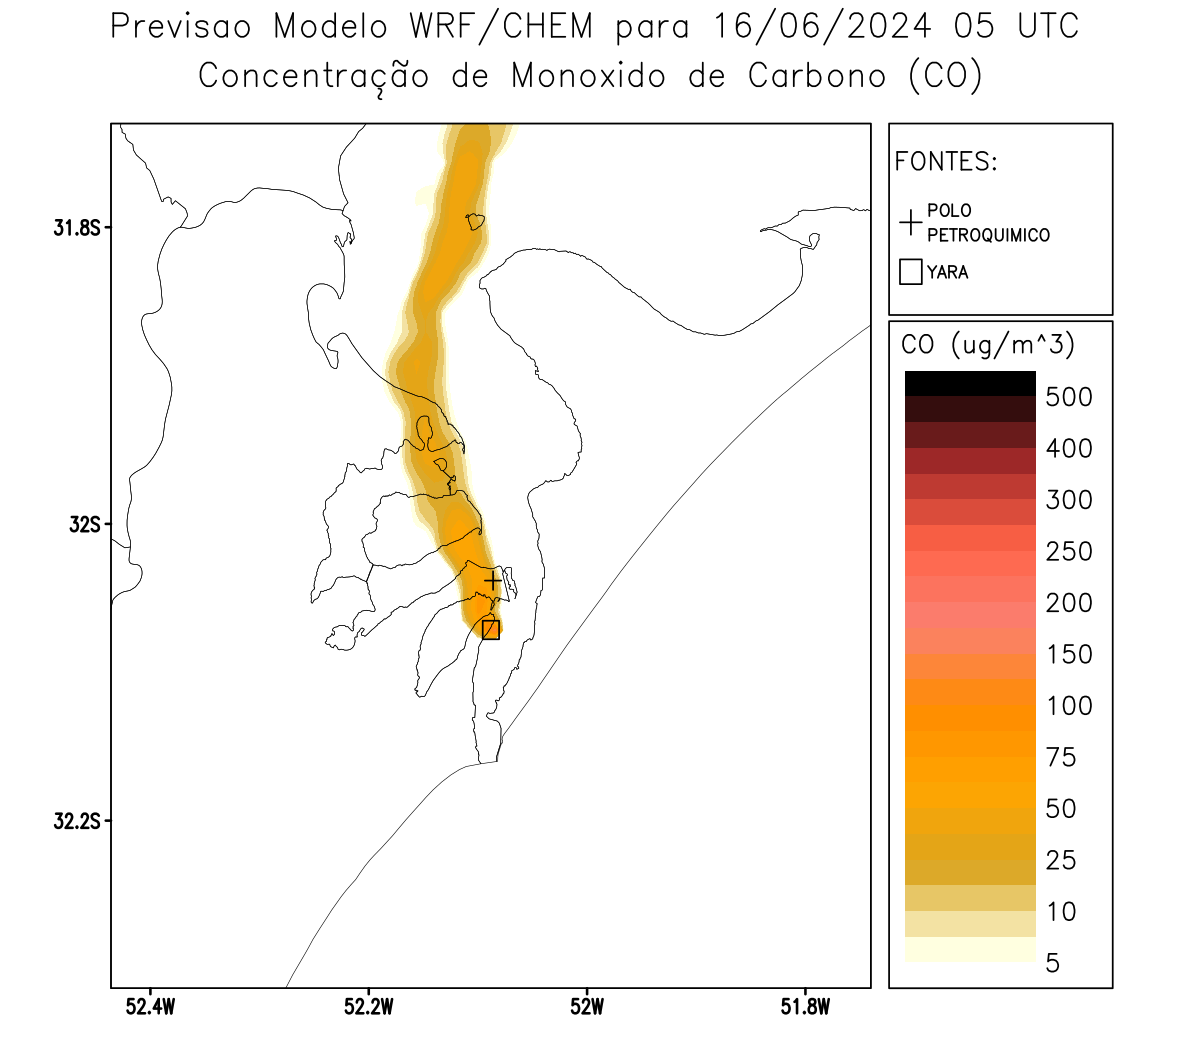 Previsao Modelo WRF/CHEM para 16/06/2024 05 UTC
Concentração de Monoxido de Carbono (CO)
FONTES:
POLO
PETROQUIMICO
YARA
CO (ug/m^3)
500
400
300
250
200
150
100
75
50
25
10
5
31.8S
32S
32.2S
52.4W
52.2W
52W
51.8W